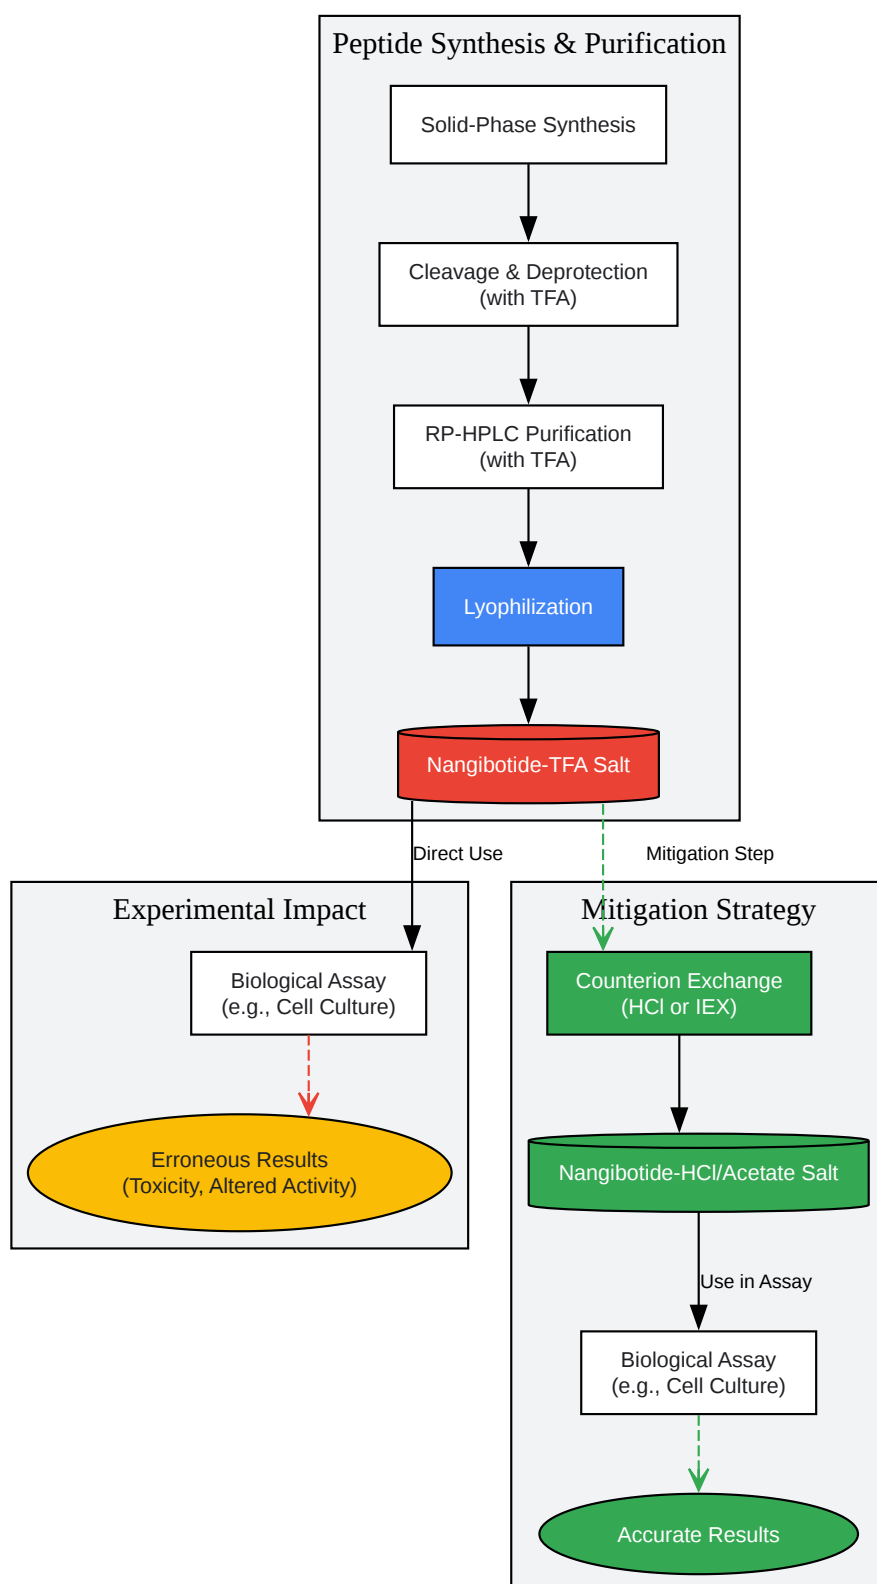 Peptide Synthesis & Purification
Solid-Phase Synthesis
Cleavage & Deprotection
(with TFA)
RP-HPLC Purification
(with TFA)
Lyophilization
Nangibotide-TFA Salt
Direct Use
Mitigation Step
Experimental Impact
Biological Assay
(e.g., Cell Culture)
Erroneous Results
(Toxicity, Altered Activity)
Mitigation Strategy
Counterion Exchange
(HCl or IEX)
Nangibotide-HCl/Acetate Salt
Use in Assay
Biological Assay
(e.g., Cell Culture)
Accurate Results